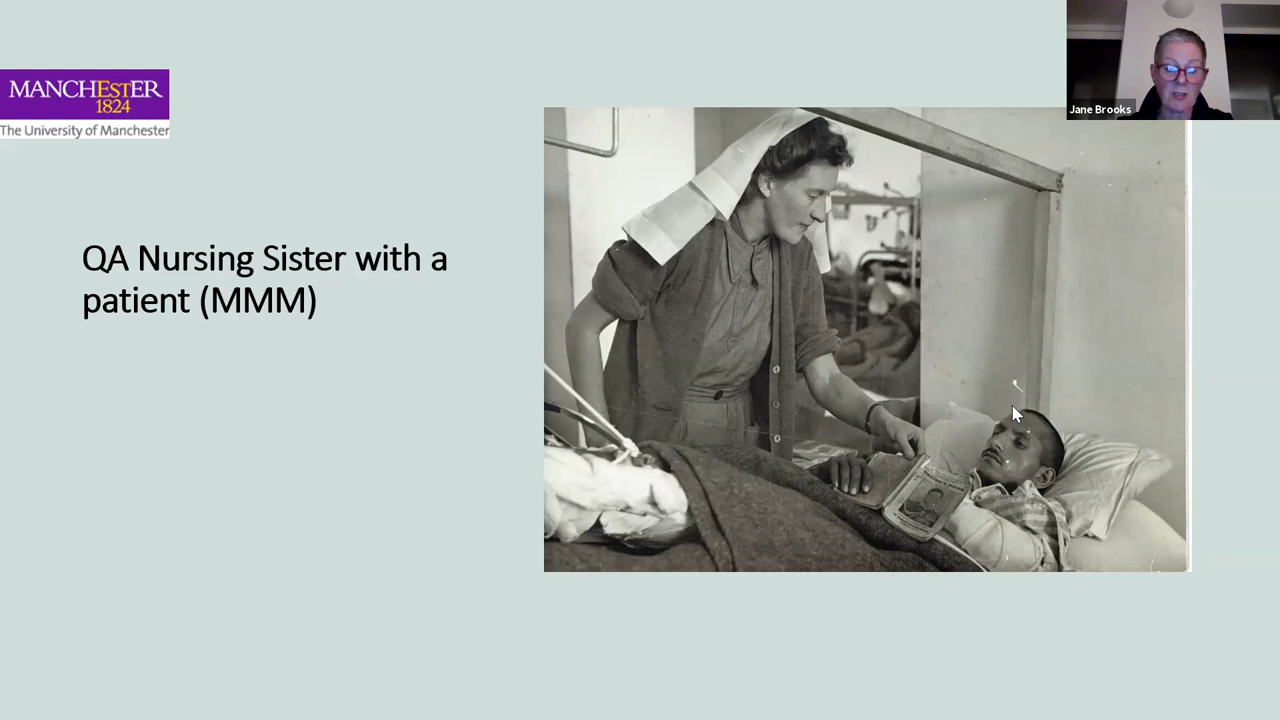 MANCHESTER
1824
The University of Manchester
Jane Brooks
QA Nursing Sister with a
patient (MMM)